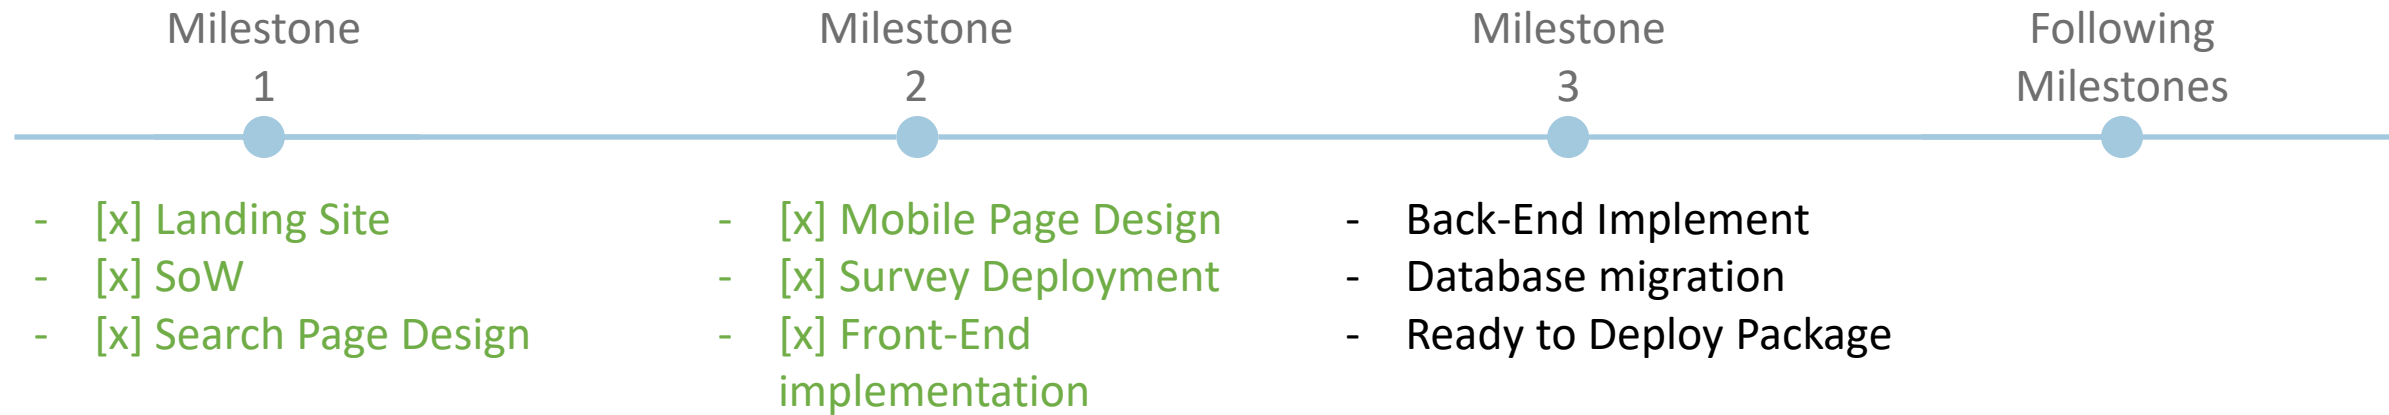 Milestone
1
Milestone
2
Milestone
3
Following
Milestones
- [x] Landing Site
- [x] SoW
- [x] Search Page Design
- [x] Mobile Page Design
- [x] Survey Deployment
- [x] Front-End
implementation
- Back-End Implement
- Database migration
- Ready to Deploy Package